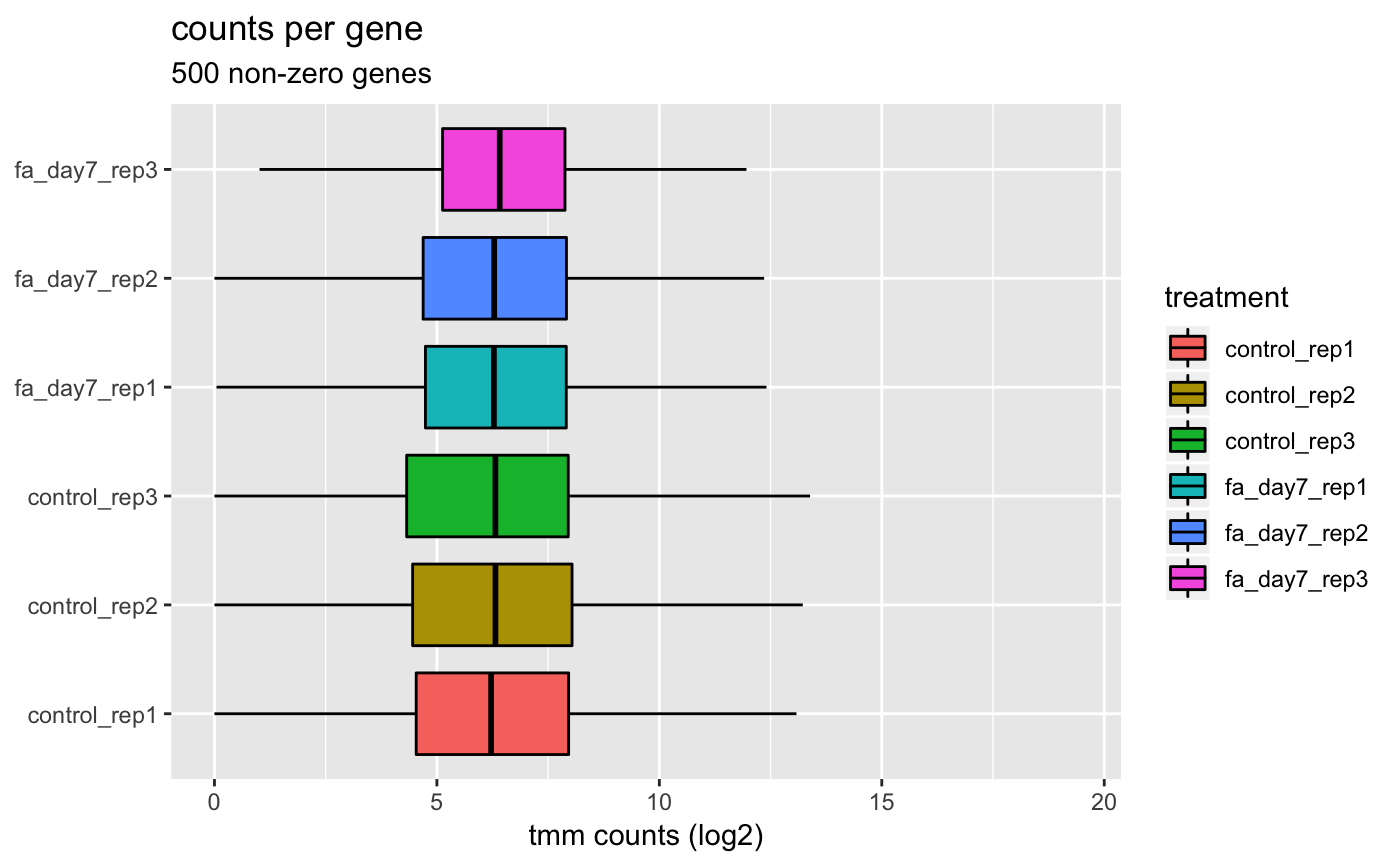 counts per gene
500 non-zero genes
fa_day7_rep3
fa_day7_rep2
fa_day7_rep1
control_rep3
control_rep2
control_rep1
0 5 10 15 20
tmm counts (log2)
treatment
control_rep1
control_rep2
control_rep3
fa_day7_rep1
fa_day7_rep2
fa_day7_rep3